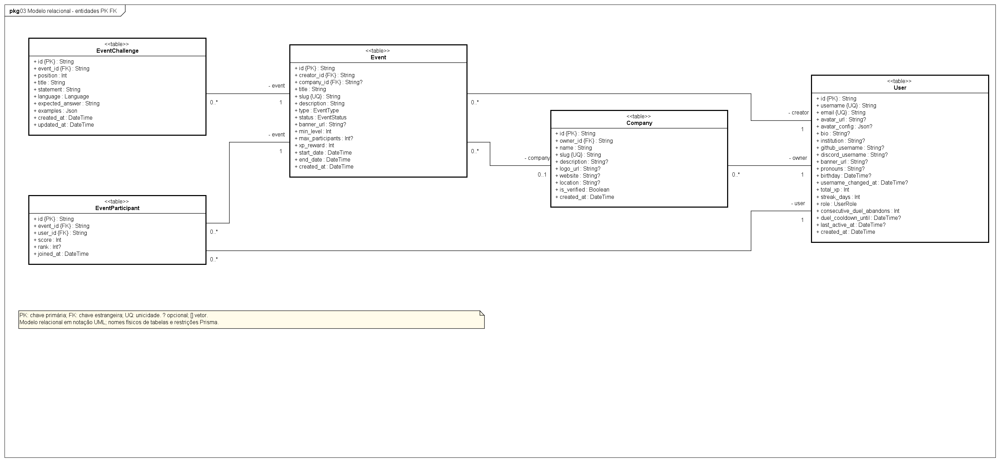 pkg03 Modelo relacional - entidades PK FK
<<table>>
EventChallenge
+ id {PK} : String
+ event_id {FK} : String
+ position : Int
+ title : String
+ statement : String
+ language : Language
+ expected_answer : String
+ examples : Json
+ created_at : DateTime
+ updated_at : DateTime
0..*
- event
1
<<table>>
Event
+ id {PK} : String
+ creator_id {FK} : String
+ company_id {FK} : String?
+ title : String
+ slug {UQ} : String
+ description : String
+ type : EventType
+ status : EventStatus
+ banner_url : String?
+ min_level : Int
+ max_participants : Int?
+ xp_reward : Int
+ start_date : DateTime
+ end_date : DateTime
+ created_at : DateTime
- event
1
0..*
- creator
1
0..*
- company
0..1
<<table>>
Company
+ id {PK} : String
+ owner_id {FK} : String
+ name : String
+ slug {UQ} : String
+ description : String?
+ logo_url : String?
+ website : String?
+ location : String?
+ is_verified : Boolean
+ created_at : DateTime
0..*
- owner
1
<<table>>
User
+ id {PK} : String
+ username {UQ} : String
+ email {UQ} : String
+ avatar_url : String?
+ avatar_config : Json?
+ bio : String?
+ institution : String?
+ github_username : String?
+ discord_username : String?
+ banner_url : String?
+ pronouns : String?
+ birthday : DateTime?
+ username_changed_at : DateTime?
+ total_xp : Int
+ streak_days : Int
+ role : UserRole
+ consecutive_duel_abandons : Int
+ duel_cooldown_until : DateTime?
+ last_active_at : DateTime?
+ created_at : DateTime
- user
1
<<table>>
EventParticipant
+ id {PK} : String
+ event_id {FK} : String
+ user_id {FK} : String
+ score : Int
+ rank : Int?
+ joined_at : DateTime
0..*
0..*
PK: chave primária; FK: chave estrangeira; UQ: unicidade. ? opcional; [] vetor.
Modelo relacional em notação UML; nomes físicos de tabelas e restrições Prisma.